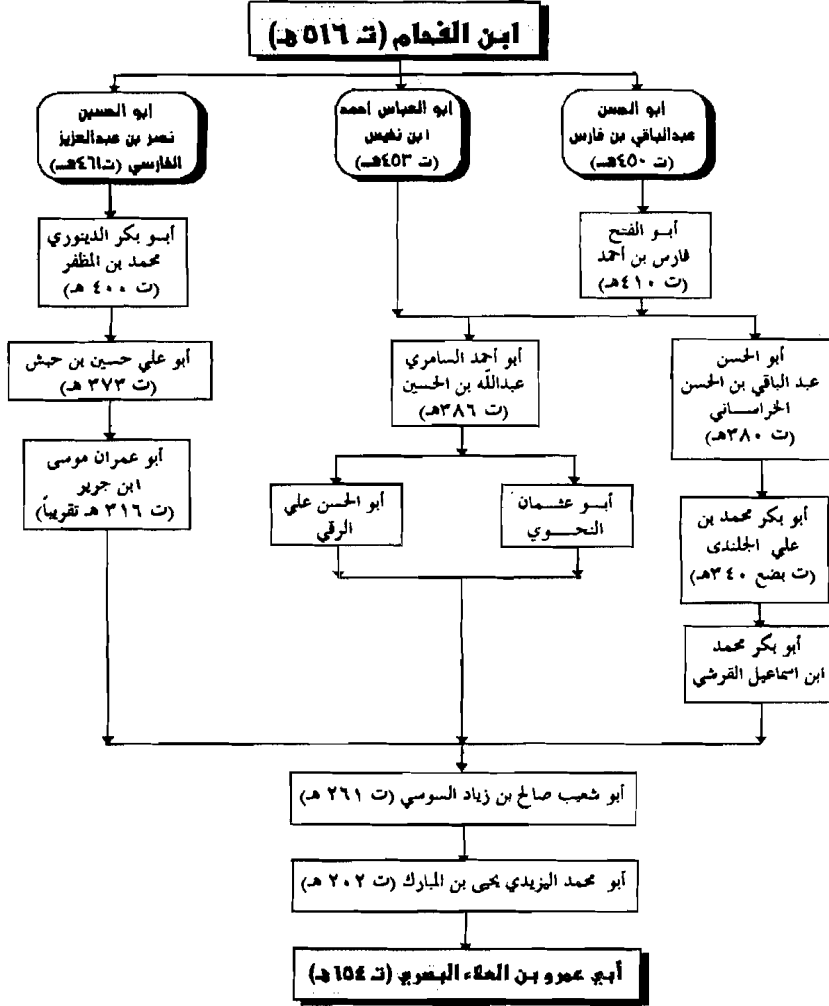 ابن الفحام (تـ ٥١٦هـ)
ابو الحسن
عبدالباقي بن فارس
(ت ٤٥٠هـ)
ابو العباس احمد
ابن نفيس
(ت ٤٥٣هـ)
ابو الحسين
نصر بن عبدالعزيز
الفارسي (ت٤٦١هـ)
أبو الفتح
فارس بن أحمد
(ت ٤١٠هـ)
أبو بكر الدينوري
محمد بن المظفر
(ت ٤٠٠ هـ)
أبو الحسن
عبد الباقي بن الحسن
الخراساني
(ت ٣٨٠هـ)
أبو أحمد السامري
عبدالله بن الحسين
(ت ٣٨٦هـ)
أبو علي حسين بن حبش
(ت ٣٧٣ هـ)
أبو بكر محمد بن
علي الجلندى
(ت بضع ٣٤٠هـ)
أبو عثمان
النحوي
أبو الحسن علي
الرقي
أبو عمران موسى
ابن جرير
(ت ٣١٦ هـ تقريباً)
أبو بكر محمد
ابن اسماعيل القرشي
أبو شعيب صالح بن زياد السوسي (ت ٢٦١ هـ)
أبو محمد اليزيدي يحيى بن المبارك (ت ٢٠٢ هـ)
أبي عمرو بن العلاء البصري (تـ ١٥٤هـ)